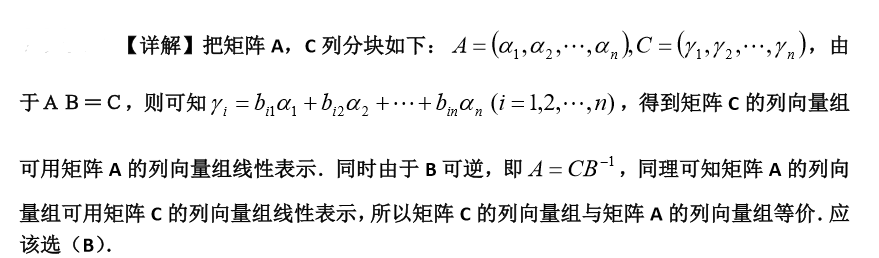 【详解】把矩阵 A，C 列分块如下：A = (α₁,α₂,⋯,αₙ),C = (γ₁,γ₂,⋯,γₙ)，由
于ＡＢ＝C，则可知 γᵢ = bᵢ₁α₁ + bᵢ₂α₂ + ⋯ + bᵢₙαₙ (i = 1,2,⋯,n)，得到矩阵 C 的列向量组
可用矩阵 A 的列向量组线性表示．同时由于 B 可逆，即 A = CB⁻¹，同理可知矩阵 A 的列向
量组可用矩阵 C 的列向量组线性表示，所以矩阵 C 的列向量组与矩阵 A 的列向量组等价．应
该选（B）．